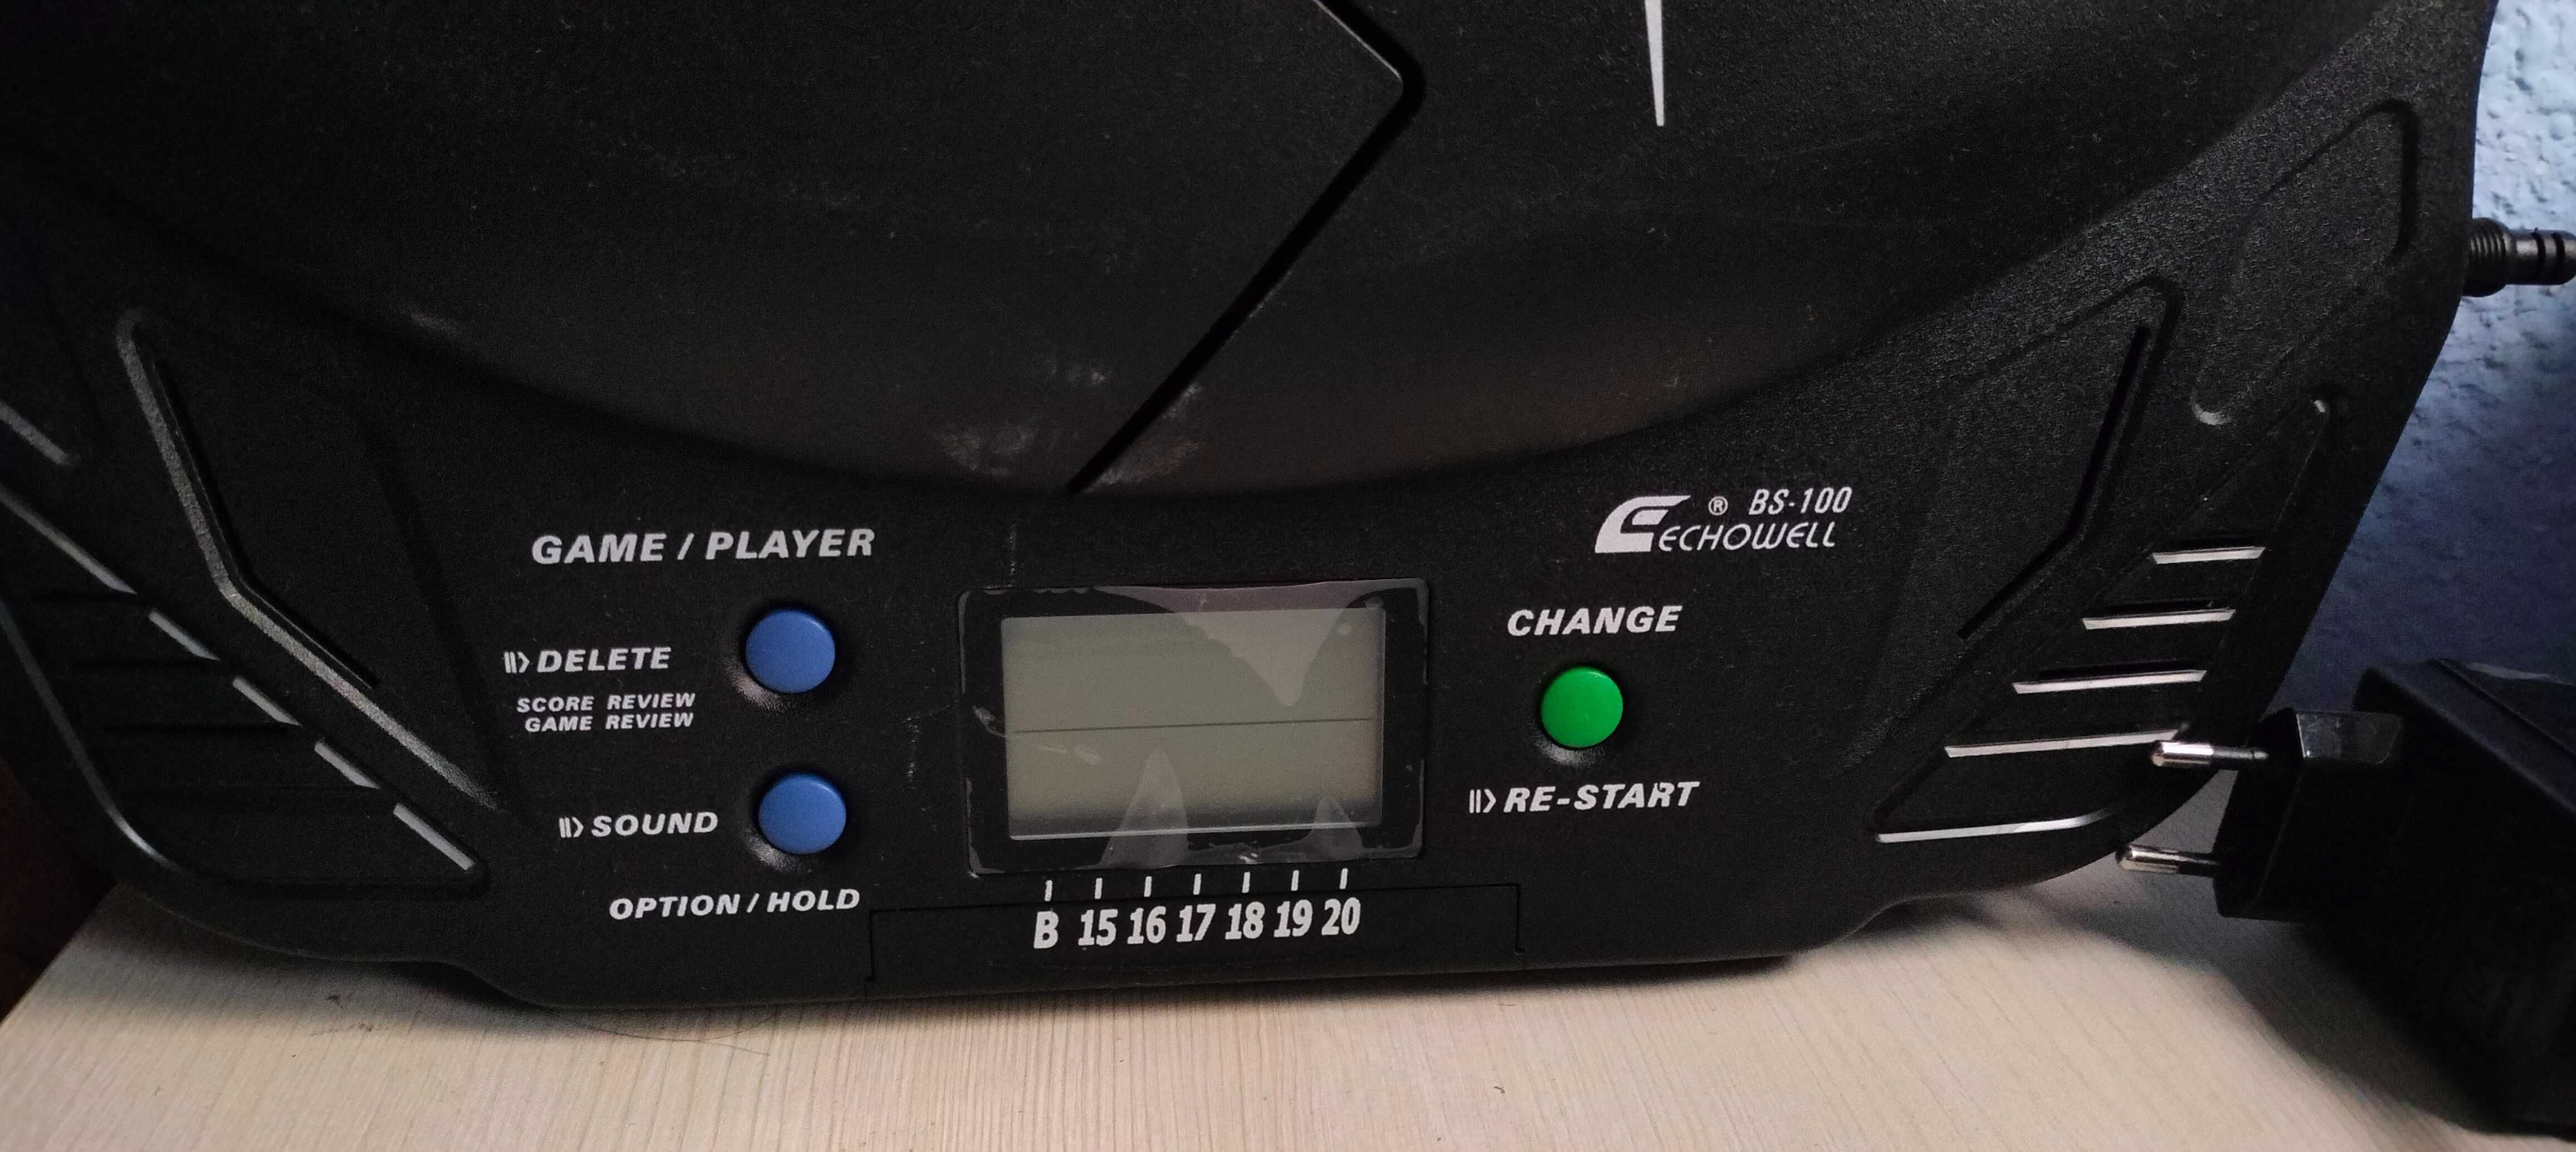 GAME / PLAYER
DELETE
SCORE REVIEW
GAME REVIEW
SOUND
OPTION / HOLD
® BS-100
ECHOWELL
CHANGE
RE-START
B 15 16 17 18 19 20